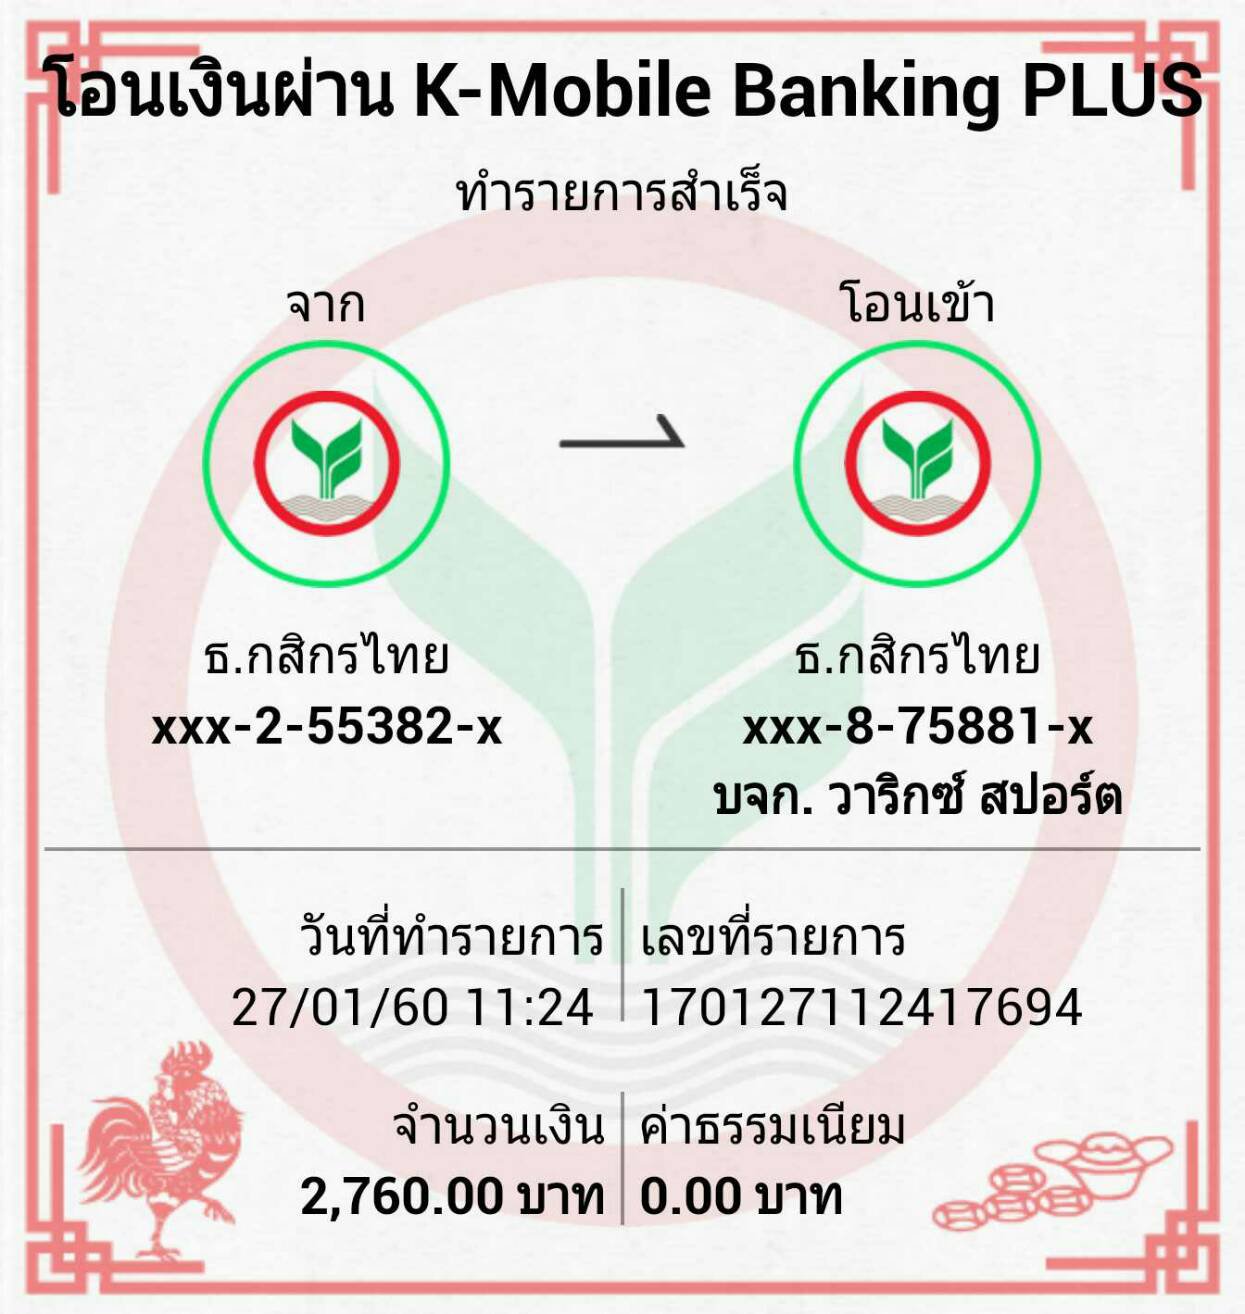 โอนเงินผ่าน K-Mobile Banking PLUS
ทำรายการสำเร็จ
จาก
โอนเข้า
ธ.กสิกรไทย
xxx-2-55382-x
ธ.กสิกรไทย
xxx-8-75881-x
บจก. วาริกซ์ สปอร์ต
วันที่ทำรายการ
27/01/60 11:24
เลขที่รายการ
170127112417694
จำนวนเงิน
2,760.00 บาท
ค่าธรรมเนียม
0.00 บาท